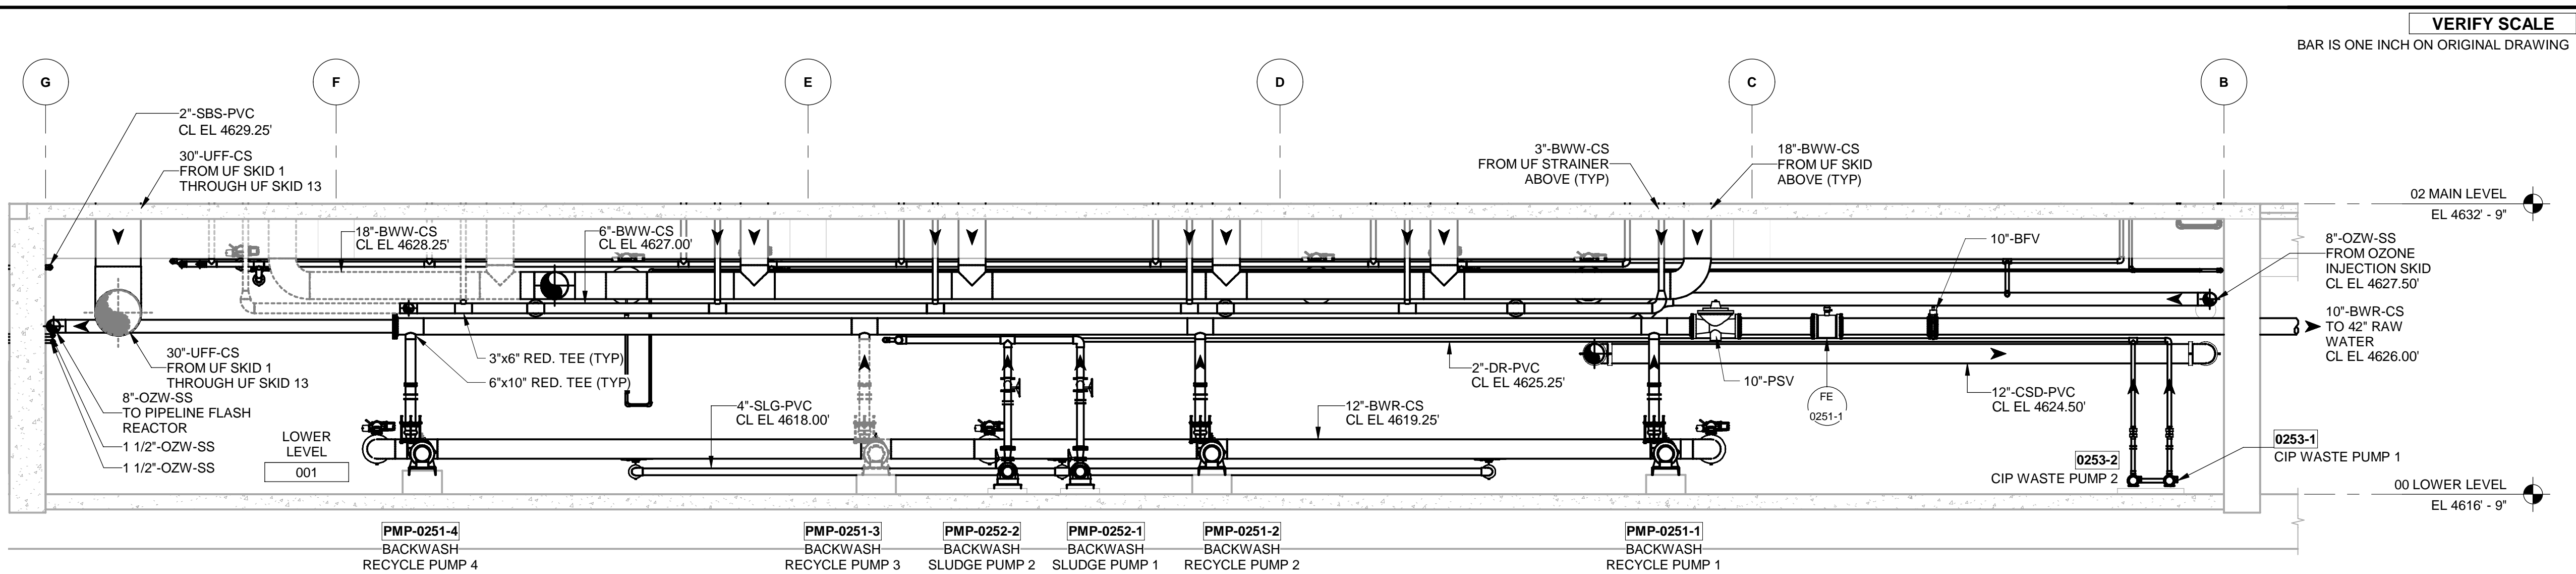 VERIFY SCALE
BAR IS ONE INCH ON ORIGINAL DRAWING
G
F
E
D
C
B
2"-SBS-PVC
CL EL 4629.25'
30"-UFF-CS
FROM UF SKID 1
THROUGH UF SKID 13
3"-BWW-CS
FROM UF STRAINER
ABOVE (TYP)
18"-BWW-CS
FROM UF SKID
ABOVE (TYP)
02 MAIN LEVEL
EL 4632' - 9"
18"-BWW-CS
CL EL 4628.25'
6"-BWW-CS
CL EL 4627.00'
10"-BFV
8"-OZW-SS
FROM OZONE
INJECTION SKID
CL EL 4627.50'
10"-BWR-CS
TO 42" RAW
WATER
CL EL 4626.00'
30"-UFF-CS
FROM UF SKID 1
THROUGH UF SKID 13
3"x6" RED. TEE (TYP)
6"x10" RED. TEE (TYP)
2"-DR-PVC
CL EL 4625.25'
10"-PSV
FE
0251-1
12"-CSD-PVC
CL EL 4624.50'
8"-OZW-SS
TO PIPELINE FLASH
REACTOR
1 1/2"-OZW-SS
1 1/2"-OZW-SS
LOWER
LEVEL
001
4"-SLG-PVC
CL EL 4618.00'
12"-BWR-CS
CL EL 4619.25'
0253-1
CIP WASTE PUMP 1
0253-2
CIP WASTE PUMP 2
00 LOWER LEVEL
EL 4616' - 9"
PMP-0251-4
BACKWASH
RECYCLE PUMP 4
PMP-0251-3
BACKWASH
RECYCLE PUMP 3
PMP-0252-2
BACKWASH
SLUDGE PUMP 2
PMP-0252-1
BACKWASH
SLUDGE PUMP 1
PMP-0251-2
BACKWASH
RECYCLE PUMP 2
PMP-0251-1
BACKWASH
RECYCLE PUMP 1